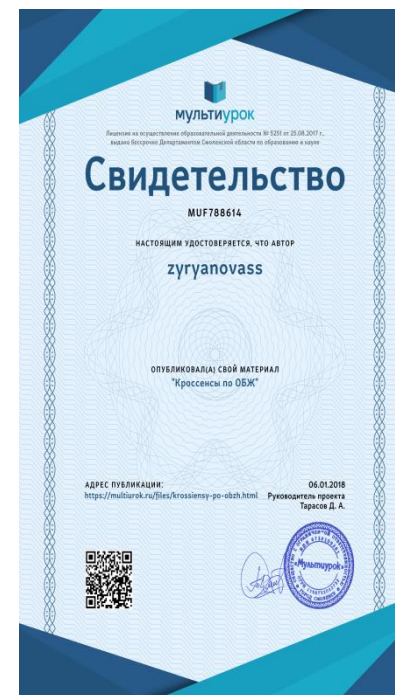 мультиурок
Лицензия на осуществление образовательной деятельности № 5251 от 25.08.2017 г.,
выдано бессрочно Департаментом Смоленской области по образованию и науке
Свидетельство
MUF788614
НАСТОЯЩИМ УДОСТОВЕРЯЕТСЯ, ЧТО АВТОР
zyryanovass
ОПУБЛИКОВАЛ(А) СВОЙ МАТЕРИАЛ
"Кроссенсы по ОБЖ"
АДРЕС ПУБЛИКАЦИИ:
https://multiurok.ru/files/krossiensy-po-obzh.html
06.01.2018
Руководитель проекта
Тарасов Д. А.
«Мультиурок»